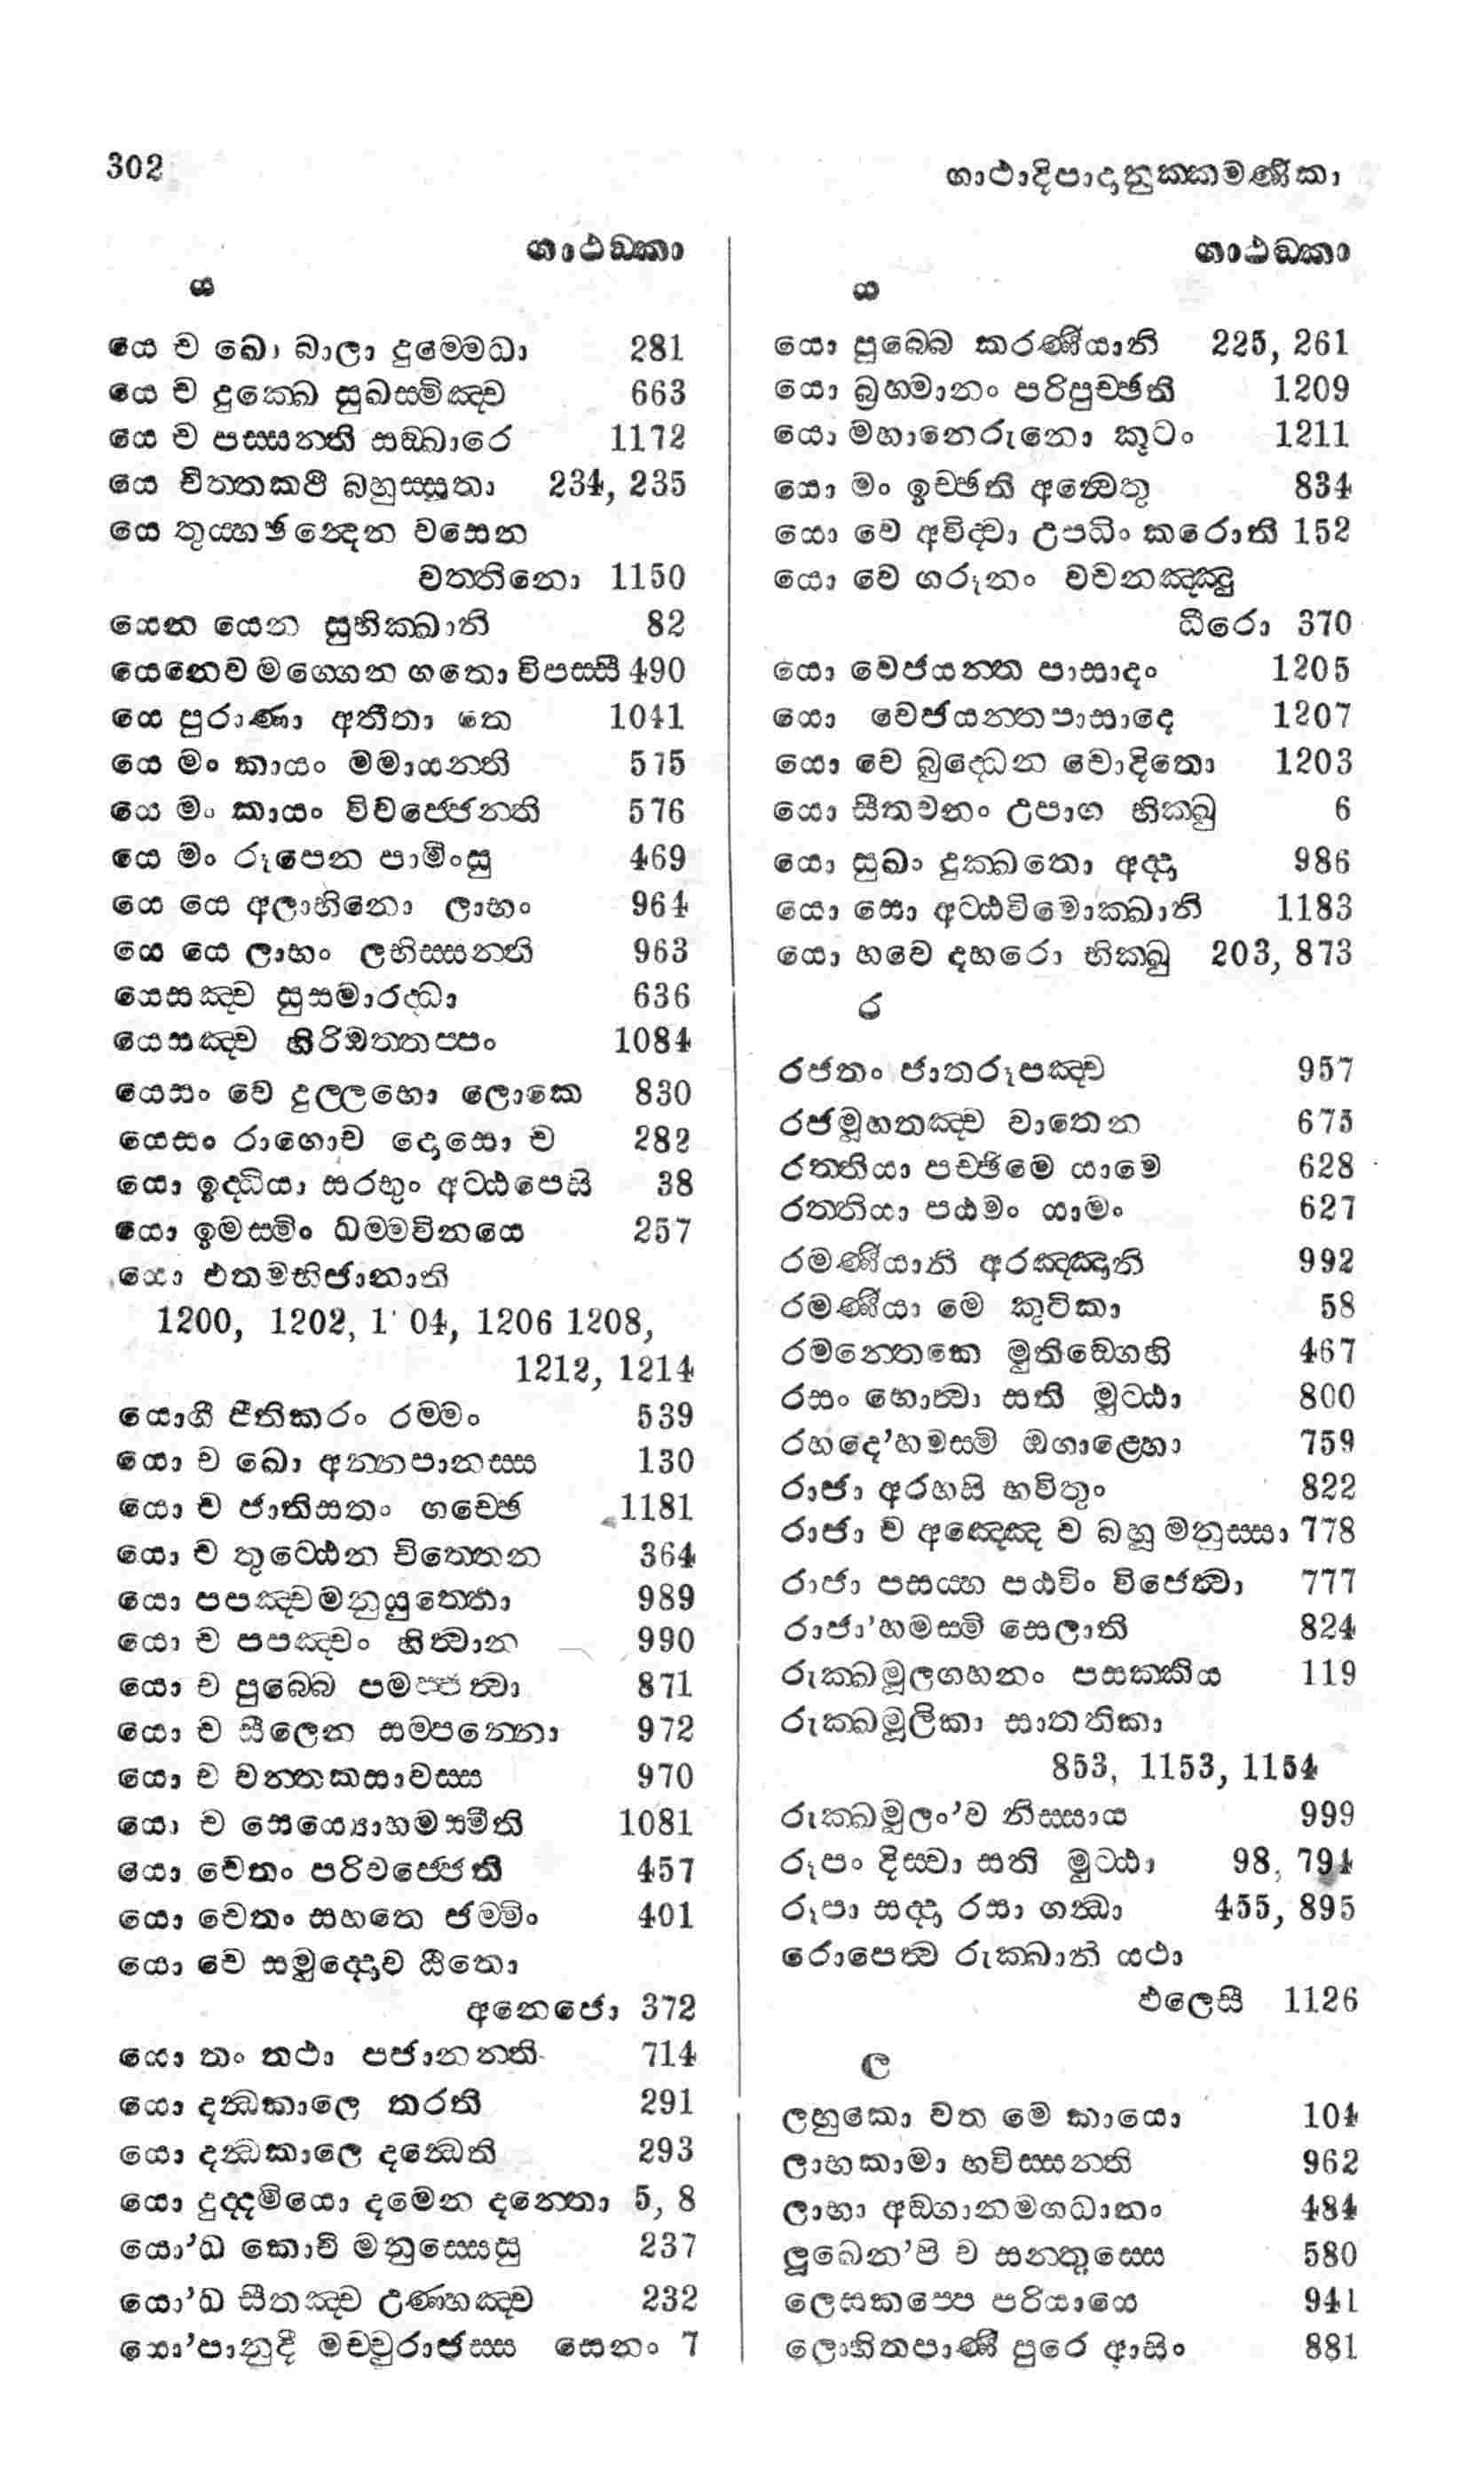 302
ගාථාදිපාදානුක්කමණිකා
ගාථඞ්කා
ය
යෙ ච ඛො බාලා දුම්මෙධා 281
යෙ ච දුක්ඛෙ සුඛස්මිඤ්ච 663
යෙ ච පස්සන්ති සඞ්ඛාරෙ 1172
යෙ චිත්තකථී බහුස්සුතා 234, 235
යෙ තුය්හඡන්දෙන වසෙන
වත්තිනො 1150
යෙන යෙන සුභික්ඛානි 82
යෙනෙව මග්ගෙන ගතො විපස්සී 490
යෙ පුරාණා අතීතා තෙ 1041
යෙ මං කායං මමායන්ති 575
යෙ මං කායං විවජ්ජෙන්ති 576
යෙ මං රූපෙන පාමිංසු 469
යෙ යෙ අලාභිනො ලාභං 964
යෙ යෙ ලාභං ලභිස්සන්ති 963
යෙසඤ්ච සුසමාරද්ධා 636
යෙසඤ්ච හිරිඔත්තප්පං 1084
යෙසං වෙ දුල්ලභො ලොකෙ 830
යෙසං රාගොච දොසො ච 282
යො ඉද්ධියා සරභුං අට්ඨපෙසි 38
යො ඉමස්මිං ධම්මවිනයෙ 257
යො එතමභිජානාති
1200, 1202, 1 04, 1206 1208,
1212, 1214
යොගී පීතිකරං රම්මං 539
යො ච ඛො අන්නපානස්ස 130
යො ච ජාතිසතං ගච්ඡෙ 1181
යො ච තුට්ඨෙන චිත්තෙන 364
යො පපඤ්චමනුයුත්තො 989
යො ච පපඤ්චං හිත්වාන 990
යො ච පුබ්බෙ පමජ්ජිත්වා 871
යො ච සීලෙන සම්පන්නො 972
යො ච වන්තකසාවස්ස 970
යො ච සෙය්‍යොහමස්මීති 1081
යො චෙතං පරිවජ්ජෙති 457
යො චෙතං සහතෙ ජම්මිං 401
යො වෙ සමුද්දොව ඨිතො
අනෙජො 372
යො තං තථා පජානන්ති 714
යො දන්ධකාලෙ තරති 291
යො දන්ධකාලෙ දන්ධෙති 293
යො දුද්දමියො දමෙන දන්තො 5, 8
යො'ධ කොචි මනුස්සෙසු 237
යො'ධ සීතඤ්ච උණ්හඤ්ච 232
යො'පානුදී මච්චුරාජස්ස සෙනං 7
ගාථඞ්කා
ය
යො පුබ්බෙ කරණීයානි 225, 261
යො බ්‍රහ්මානං පරිපුච්ඡති 1209
යො මහානෙරුනො කූටං 1211
යො මං ඉච්ඡති අන්වෙතු 834
යො වෙ අවිද්වා උපධිං කරොති 152
යො වෙ ගරූනං වචනඤ්ඤු
ධීරො 370
යො වෙජයන්ත පාසාදං 1205
යො වෙජයන්තපාසාදෙ 1207
යො වෙ බුද්ධෙන චොදිතො 1203
යො සීතවනං උපාග භික්ඛු 6
යො සුඛං දුක්ඛතො අද්දා 986
යො සො අට්ඨවිමොක්ඛානි 1183
යො හවෙ දහරො භික්ඛු 203, 873
ර
රජතං ජාතරූපඤ්ච 957
රජමූහතඤ්ච වාතෙන 675
රත්තියා පච්ඡිමෙ යාමෙ 628
රත්තියා පඨමං යාමං 627
රමණීයානි අරඤ්ඤානි 992
රමණීයා මෙ කුටිකා 58
රමන්තෙකෙ මුතිඞ්ගෙහි 467
රසං භොත්වා සති මුට්ඨා 800
රහදෙ'හමස්මි ඔගාළ්හො 759
රාජා අරහසි භවිතුං 822
රාජා ච අඤ්ඤෙ ච බහූ මනුස්සා 778
රාජා පසය්හ පඨවිං විජෙත්වා 777
රාජා'හමස්මි සෙලාති 824
රුක්ඛමූලගහනං පසක්කිය 119
රුක්ඛමූලිකා සාතතිකා
853, 1153, 1154
රුක්ඛමූලං'ව නිස්සාය 999
රූපං දිස්වා සති මුට්ඨා 98, 794
රූපා සද්දා රසා ගන්ධා 455, 895
රොපෙත්ව රුක්ඛානි යථා
ඵලෙසී 1126
ල
ලහුකො වත මෙ කායො 104
ලාභකාමා භවිස්සන්ති 962
ලාභා අඞ්ගානමගධානං 484
ලූඛෙන'පි ච සන්තුස්සෙ 580
ලෙසකප්පෙ පරියායෙ 941
ලොහිතපාණී පුරෙ ආසිං 881